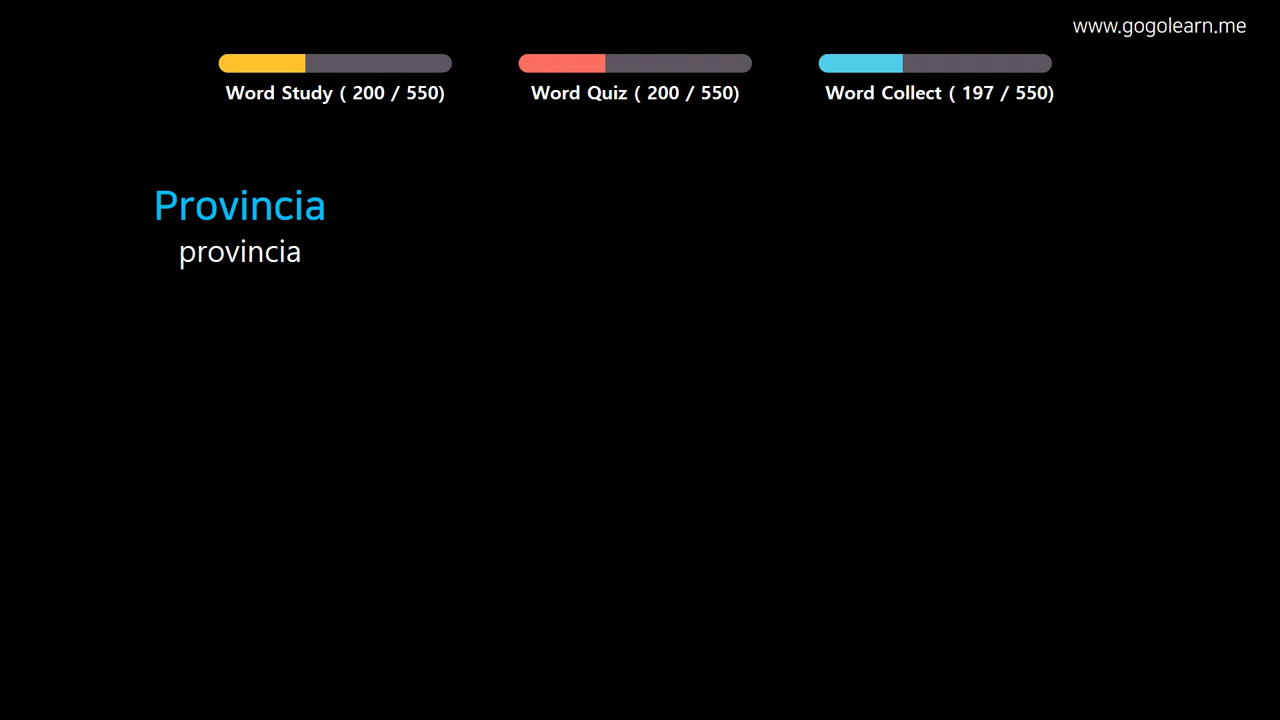 www.gogolearn.me
Word Study ( 200 / 550)
Word Quiz ( 200 / 550)
Word Collect ( 197 / 550)
Provincia
provincia